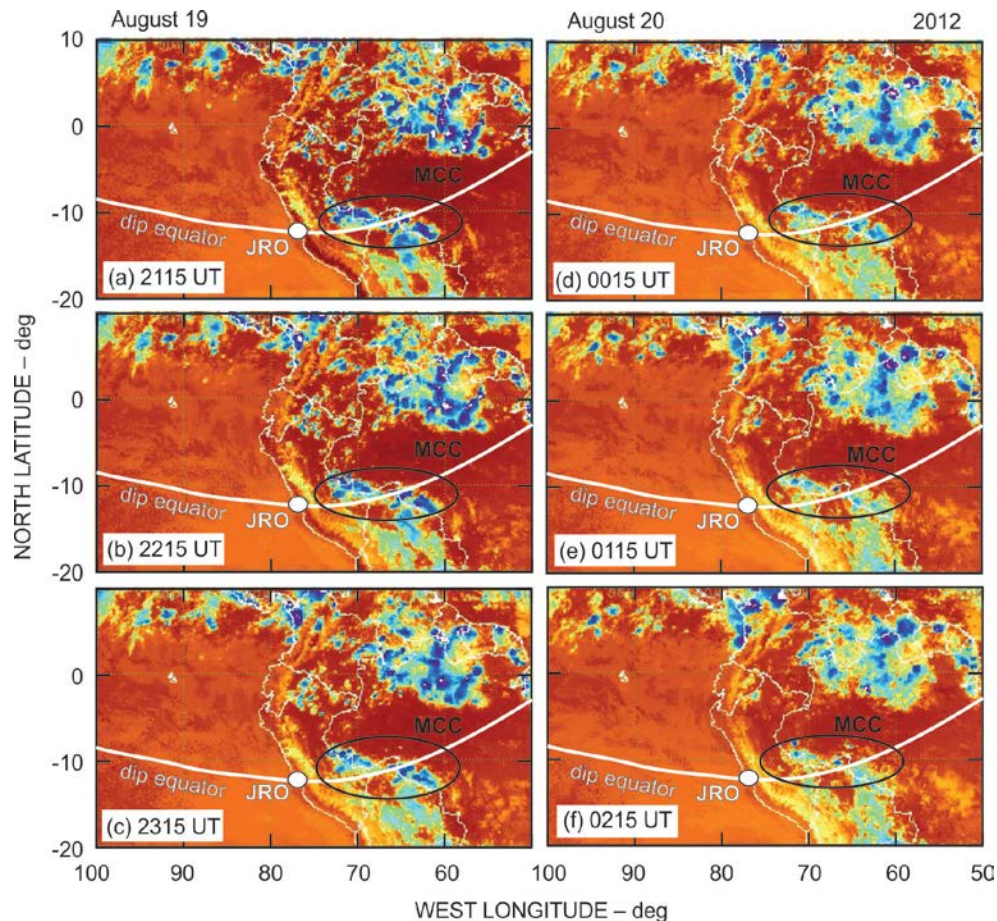 August 19
August 20 2012
10
0
-10
-20
MCC
dip equator
JRO
(a) 2115 UT
MCC
dip equator
JRO
(d) 0015 UT
0
-10
-20
MCC
dip equator
JRO
(b) 2215 UT
MCC
dip equator
JRO
(e) 0115 UT
0
-10
-20
MCC
dip equator
JRO
(c) 2315 UT
MCC
dip equator
JRO
(f) 0215 UT
NORTH LATITUDE – deg
100 90 80 70 60 100 90 80 70 60 50
WEST LONGITUDE – deg